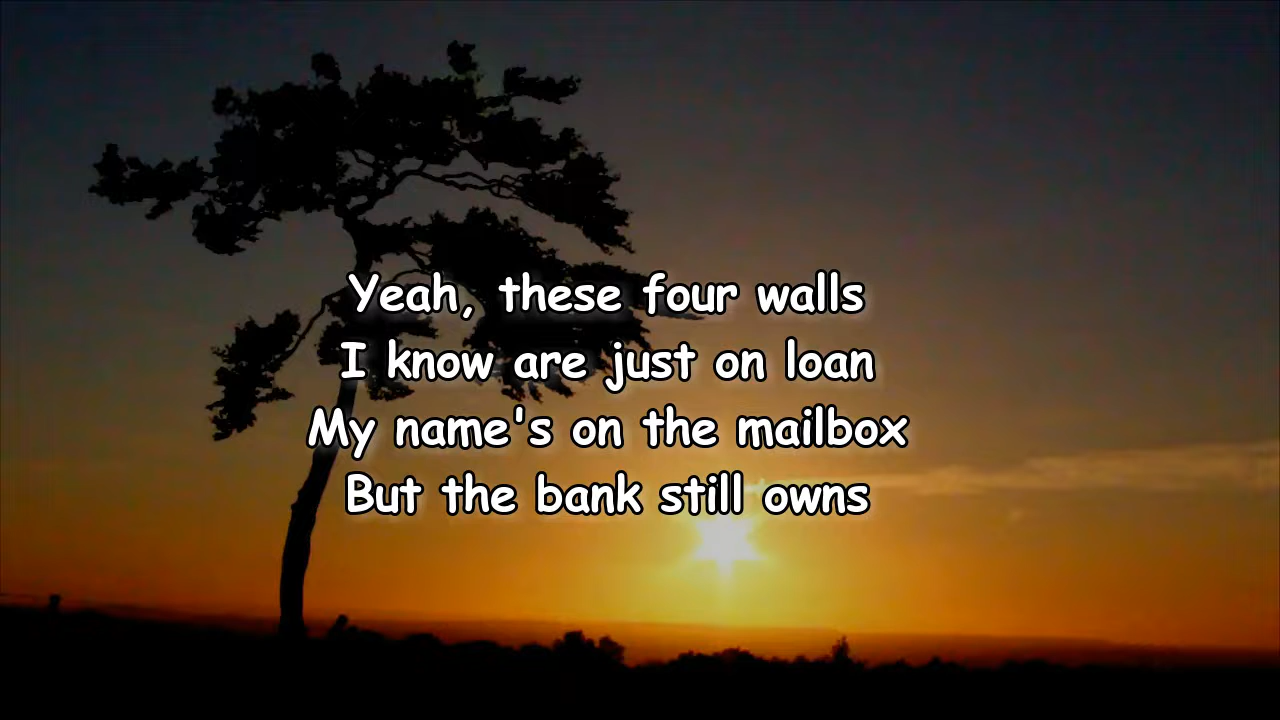 Yeah, these four walls
I know are just on loan
My name's on the mailbox
But the bank still owns